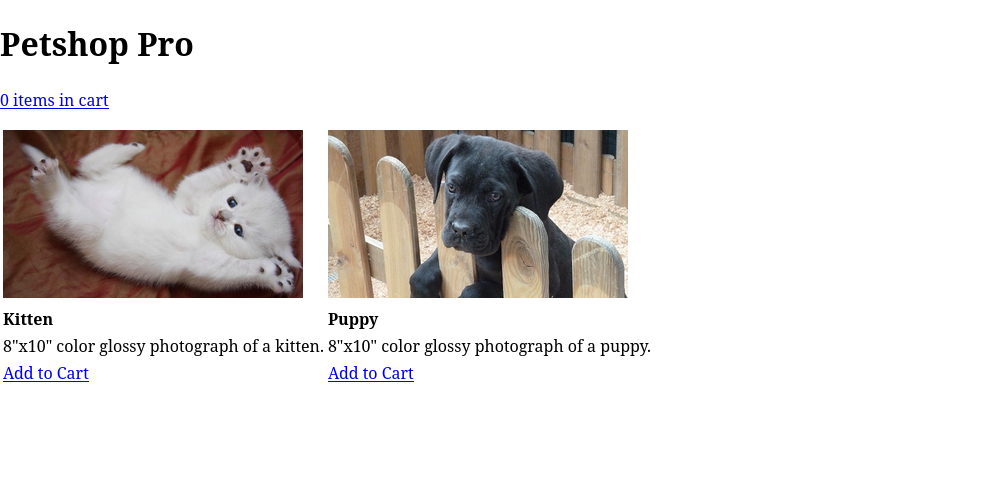 Petshop Pro
0 items in cart
Kitten
8"x10" color glossy photograph of a kitten.
Add to Cart
Puppy
8"x10" color glossy photograph of a puppy.
Add to Cart